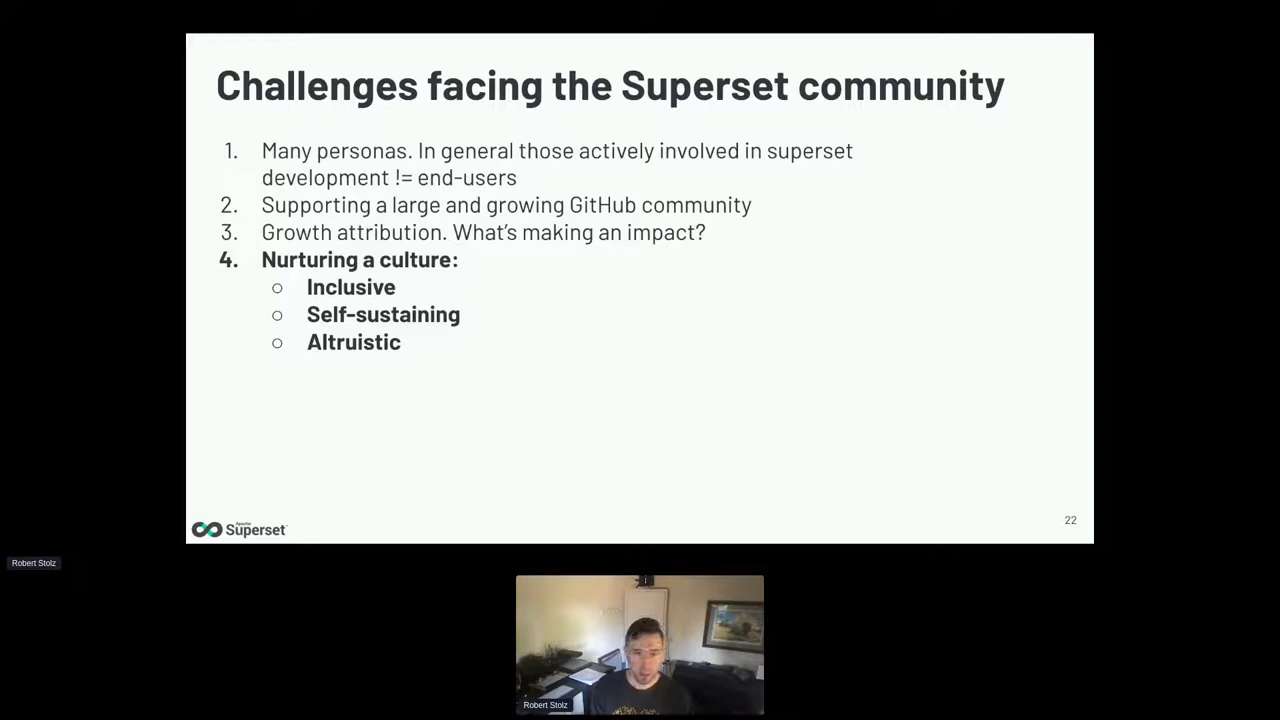 Challenges facing the Superset community
1. Many personas. In general those actively involved in superset
development != end-users
2. Supporting a large and growing GitHub community
3. Growth attribution. What's making an impact?
4. Nurturing a culture:
○ Inclusive
○ Self-sustaining
○ Altruistic
Apache
Superset
22
Robert Stolz
Robert Stolz